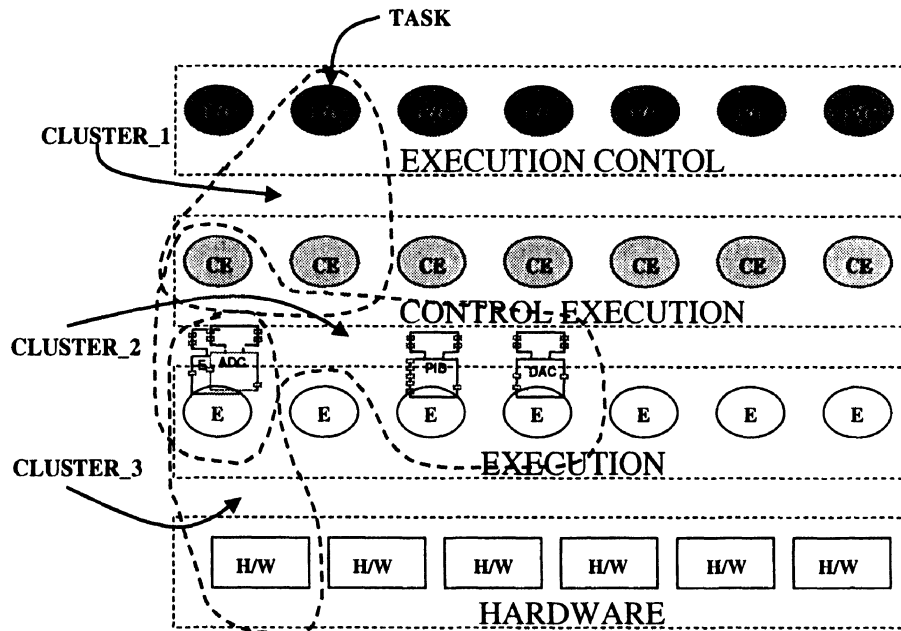 TASK
CLUSTER_1
EXECUTION CONTOL
CE CE CE CE CE CE CE
CONTROL EXECUTION
CLUSTER_2
ADC PIB DAC
E E E E E E E
EXECUTION
CLUSTER_3
H/W H/W H/W H/W H/W H/W
HARDWARE